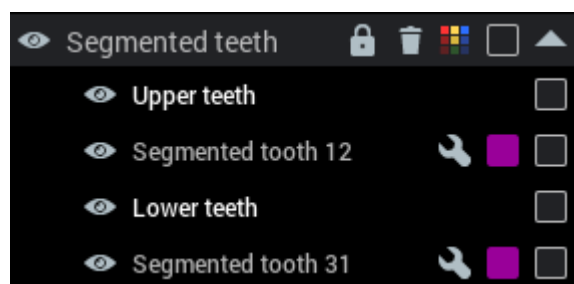 Segmented teeth
Upper teeth
Segmented tooth 12
Lower teeth
Segmented tooth 31